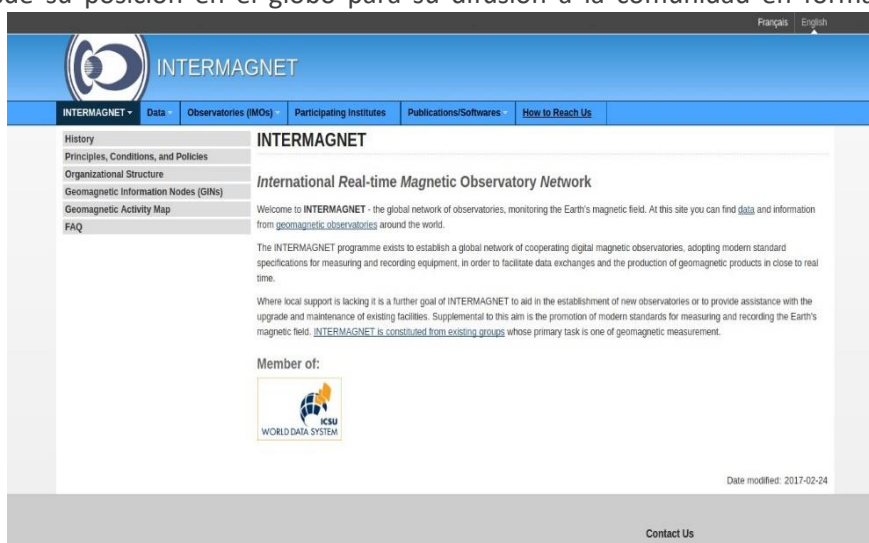 de su posición en el globo para su difusión a la comunidad en forma
Français English
INTERMAGNET
INTERMAGNET Data Observatories (IMOs) Participating Institutes Publications/Softwares How to Reach Us
History
Principles, Conditions, and Policies
Organizational Structure
Geomagnetic Information Nodes (GINs)
Geomagnetic Activity Map
FAQ
INTERMAGNET
International Real-time Magnetic Observatory Network
Welcome to INTERMAGNET - the global network of observatories, monitoring the Earth's magnetic field. At this site you can find data and information
from geomagnetic observatories around the world.
The INTERMAGNET programme exists to establish a global network of cooperating digital magnetic observatories, adopting modern standard
specifications for measuring and recording equipment, in order to facilitate data exchanges and the production of geomagnetic products in close to real
time.
Where local support is lacking it is a further goal of INTERMAGNET to aid in the establishment of new observatories or to provide assistance with the
upgrade and maintenance of existing facilities. Supplemental to this aim is the promotion of modern standards for measuring and recording the Earth's
magnetic field. INTERMAGNET is constituted from existing groups whose primary task is one of geomagnetic measurement.
Member of:
ICSU
WORLD DATA SYSTEM
Date modified: 2017-02-24
Contact Us